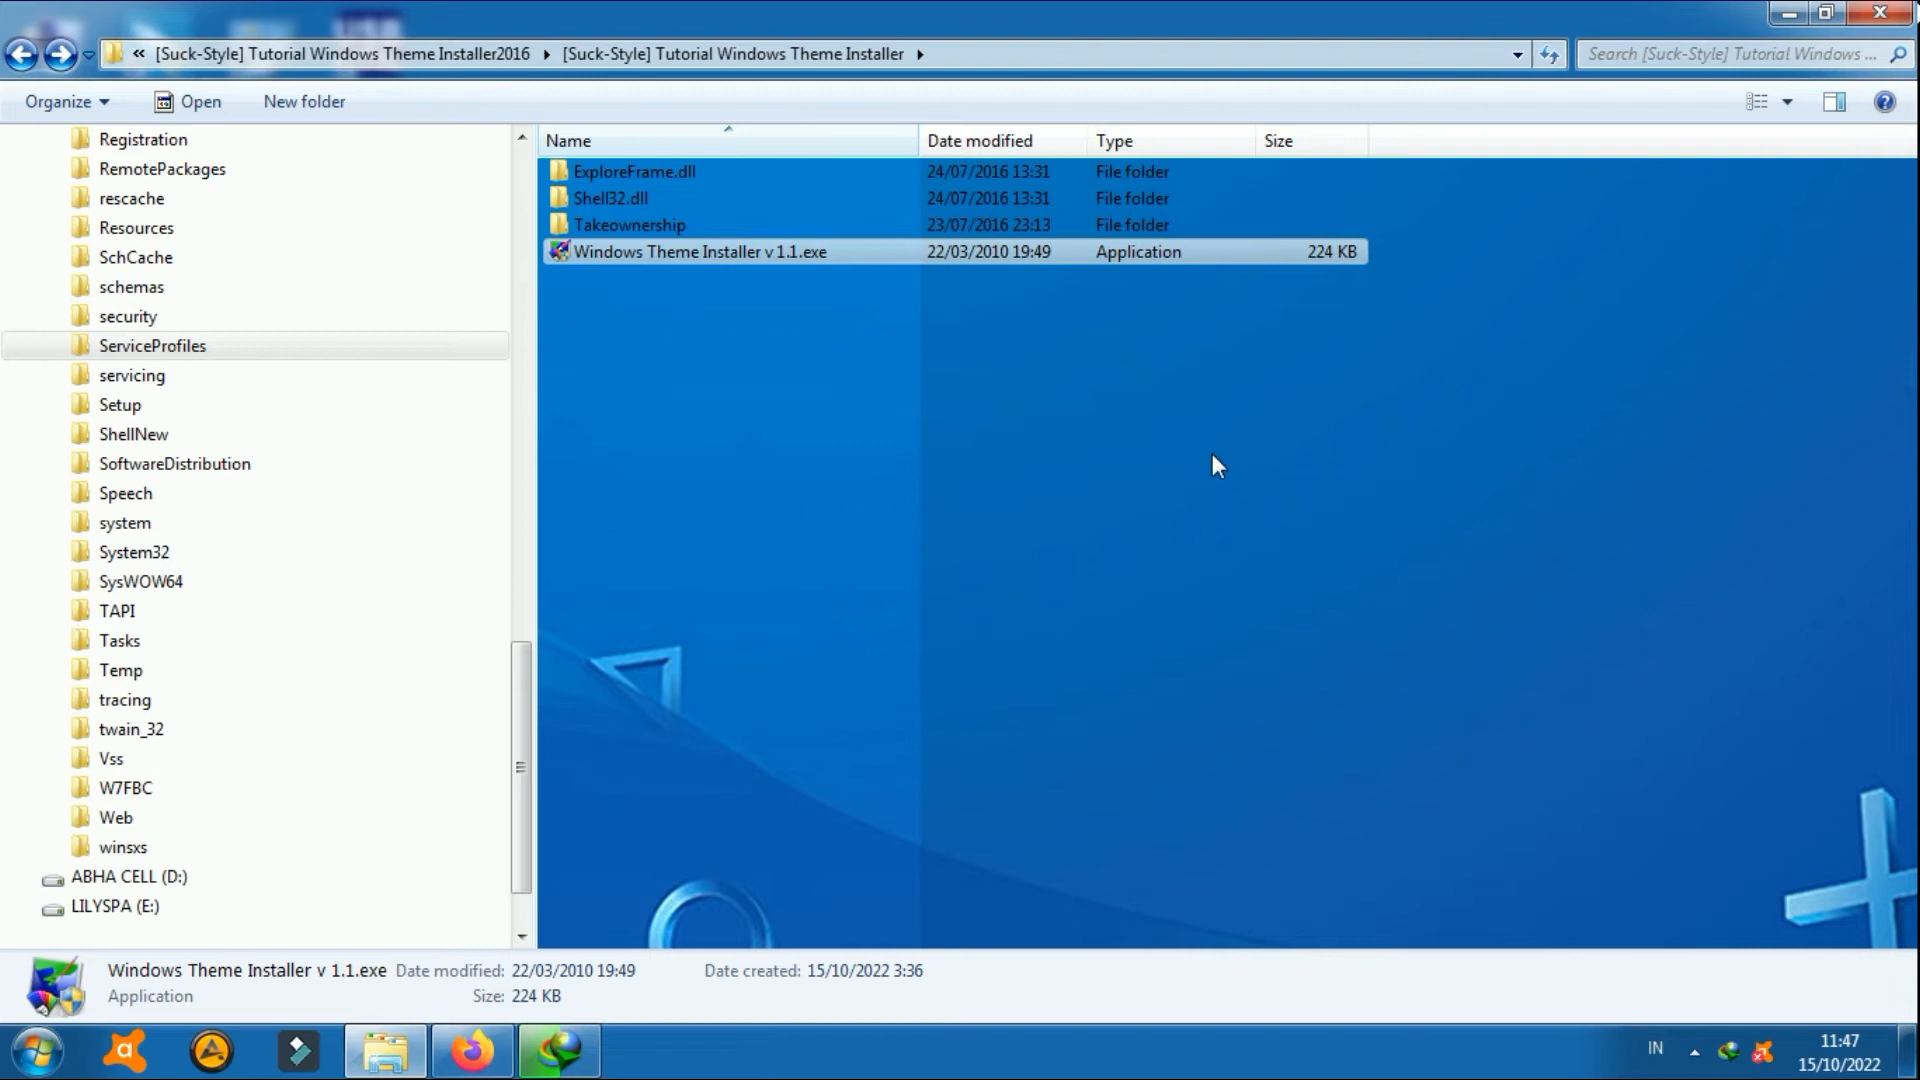 « [Suck-Style] Tutorial Windows Theme Installer2016 [Suck-Style] Tutorial Windows Theme Installer
Search [Suck-Style] Tutorial Windows ...
Organize Open New folder
Registration
RemotePackages
rescache
Resources
SchCache
schemas
security
ServiceProfiles
servicing
Setup
ShellNew
SoftwareDistribution
Speech
system
System32
SysWOW64
TAPI
Tasks
Temp
tracing
twain_32
Vss
W7FBC
Web
winsxs
ABHA CELL (D:)
LILYSPA (E:)
Name Date modified Type Size
ExploreFrame.dll 24/07/2016 13:31 File folder
Shell32.dll 24/07/2016 13:31 File folder
Takeownership 23/07/2016 23:13 File folder
Windows Theme Installer v 1.1.exe 22/03/2010 19:49 Application 224 KB
Windows Theme Installer v 1.1.exe Date modified: 22/03/2010 19:49 Date created: 15/10/2022 3:36
Application Size: 224 KB
IN
11:47
15/10/2022